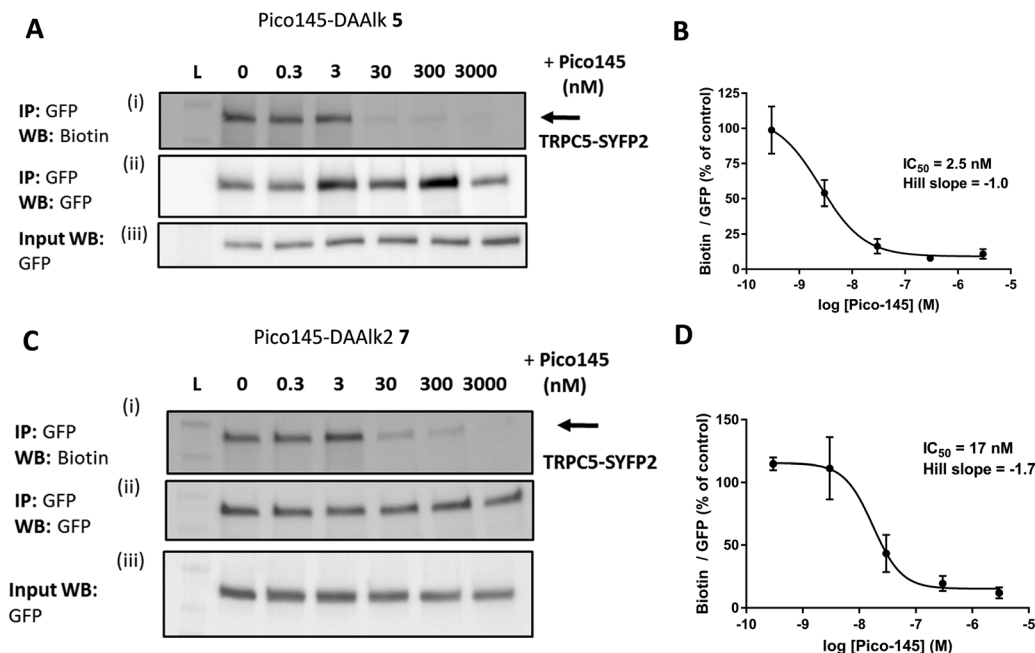 A
Pico145-DAAlk 5
L 0 0.3 3 30 300 3000
+ Pico145
(nM)
(i)
IP: GFP
WB: Biotin
TRPC5-SYFP2
(ii)
IP: GFP
WB: GFP
(iii)
Input WB:
GFP
B
Biotin / GFP (% of control)
125
100
75
50
25
0
IC50 = 2.5 nM
Hill slope = -1.0
-10 -9 -8 -7 -6 -5
log [Pico-145] (M)
C
Pico145-DAAlk2 7
L 0 0.3 3 30 300 3000
+ Pico145
(nM)
(i)
IP: GFP
WB: Biotin
TRPC5-SYFP2
(ii)
IP: GFP
WB: GFP
(iii)
Input WB:
GFP
D
Biotin / GFP (% of control)
150
100
50
0
IC50 = 17 nM
Hill slope = -1.7
-10 -9 -8 -7 -6 -5
log [Pico-145] (M)